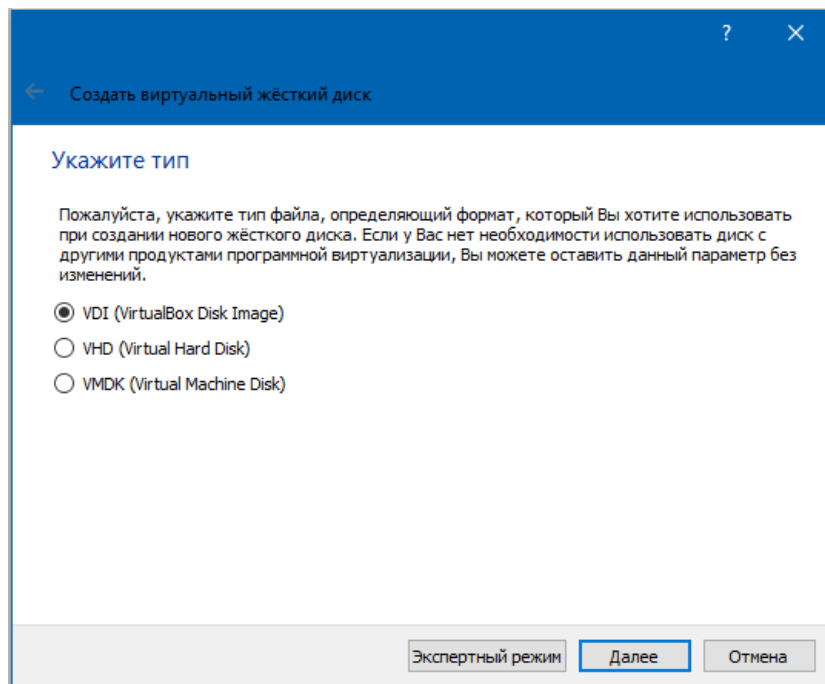 ?
Создать виртуальный жёсткий диск
Укажите тип
Пожалуйста, укажите тип файла, определяющий формат, который Вы хотите использовать
при создании нового жёсткого диска. Если у Вас нет необходимости использовать диск с
другими продуктами программной виртуализации, Вы можете оставить данный параметр без
изменений.
VDI (VirtualBox Disk Image)
VHD (Virtual Hard Disk)
VMDK (Virtual Machine Disk)
Экспертный режим Далее Отмена